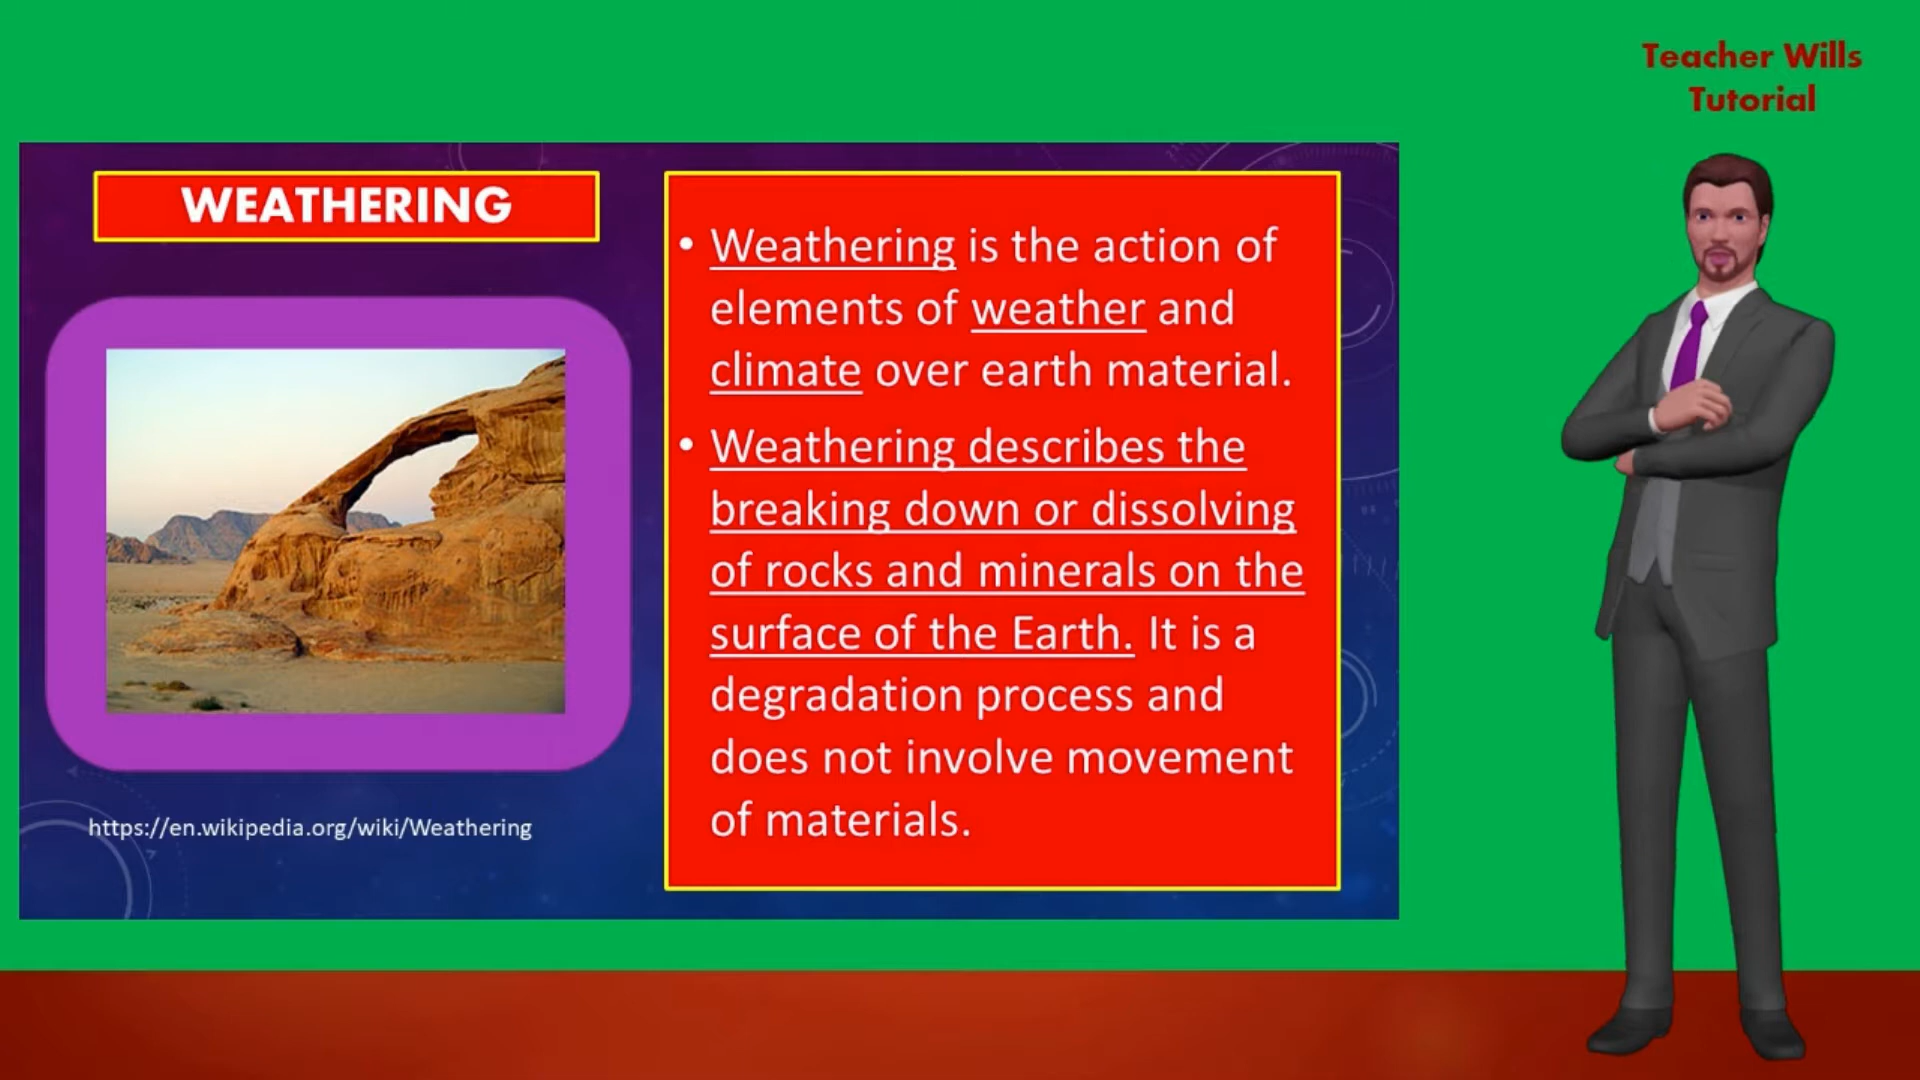 Teacher Wills
Tutorial
WEATHERING
• Weathering is the action of
elements of weather and
climate over earth material.
• Weathering describes the
breaking down or dissolving
of rocks and minerals on the
surface of the Earth. It is a
degradation process and
does not involve movement
of materials.
https://en.wikipedia.org/wiki/Weathering